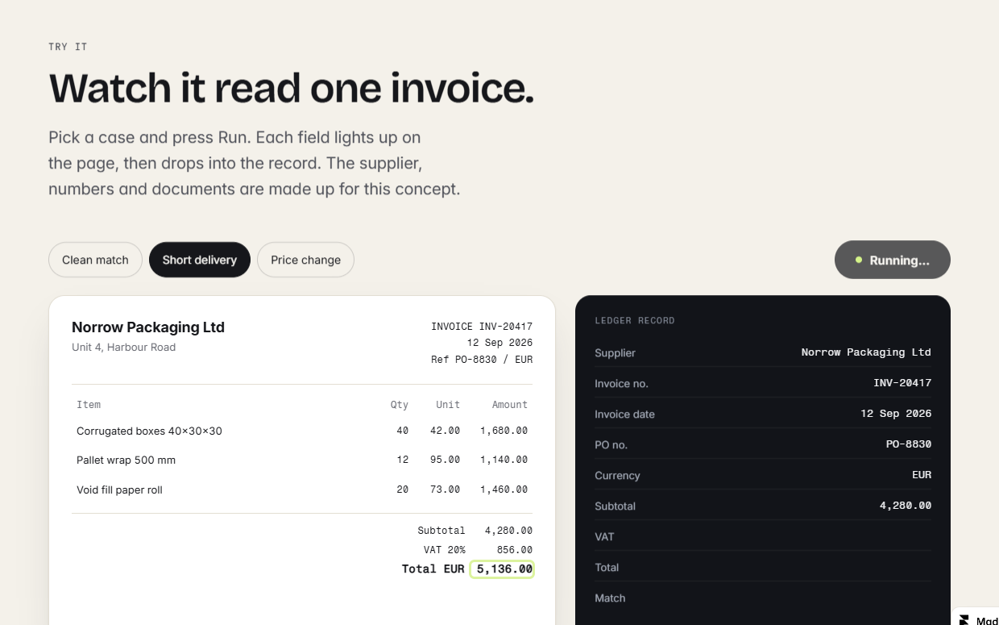 TRY IT
Watch it read one invoice.
Pick a case and press Run. Each field lights up on
the page, then drops into the record. The supplier,
numbers and documents are made up for this concept.
Clean match
Short delivery
Price change
Running...
Norrow Packaging Ltd
Unit 4, Harbour Road
INVOICE INV-20417
12 Sep 2026
Ref PO-8830 / EUR
Item Qty Unit Amount
Corrugated boxes 40×30×30 40 42.00 1,680.00
Pallet wrap 500 mm 12 95.00 1,140.00
Void fill paper roll 20 73.00 1,460.00
Subtotal 4,280.00
VAT 20% 856.00
Total EUR 5,136.00
LEDGER RECORD
Supplier Norrow Packaging Ltd
Invoice no. INV-20417
Invoice date 12 Sep 2026
PO no. PO-8830
Currency EUR
Subtotal 4,280.00
VAT
Total
Match